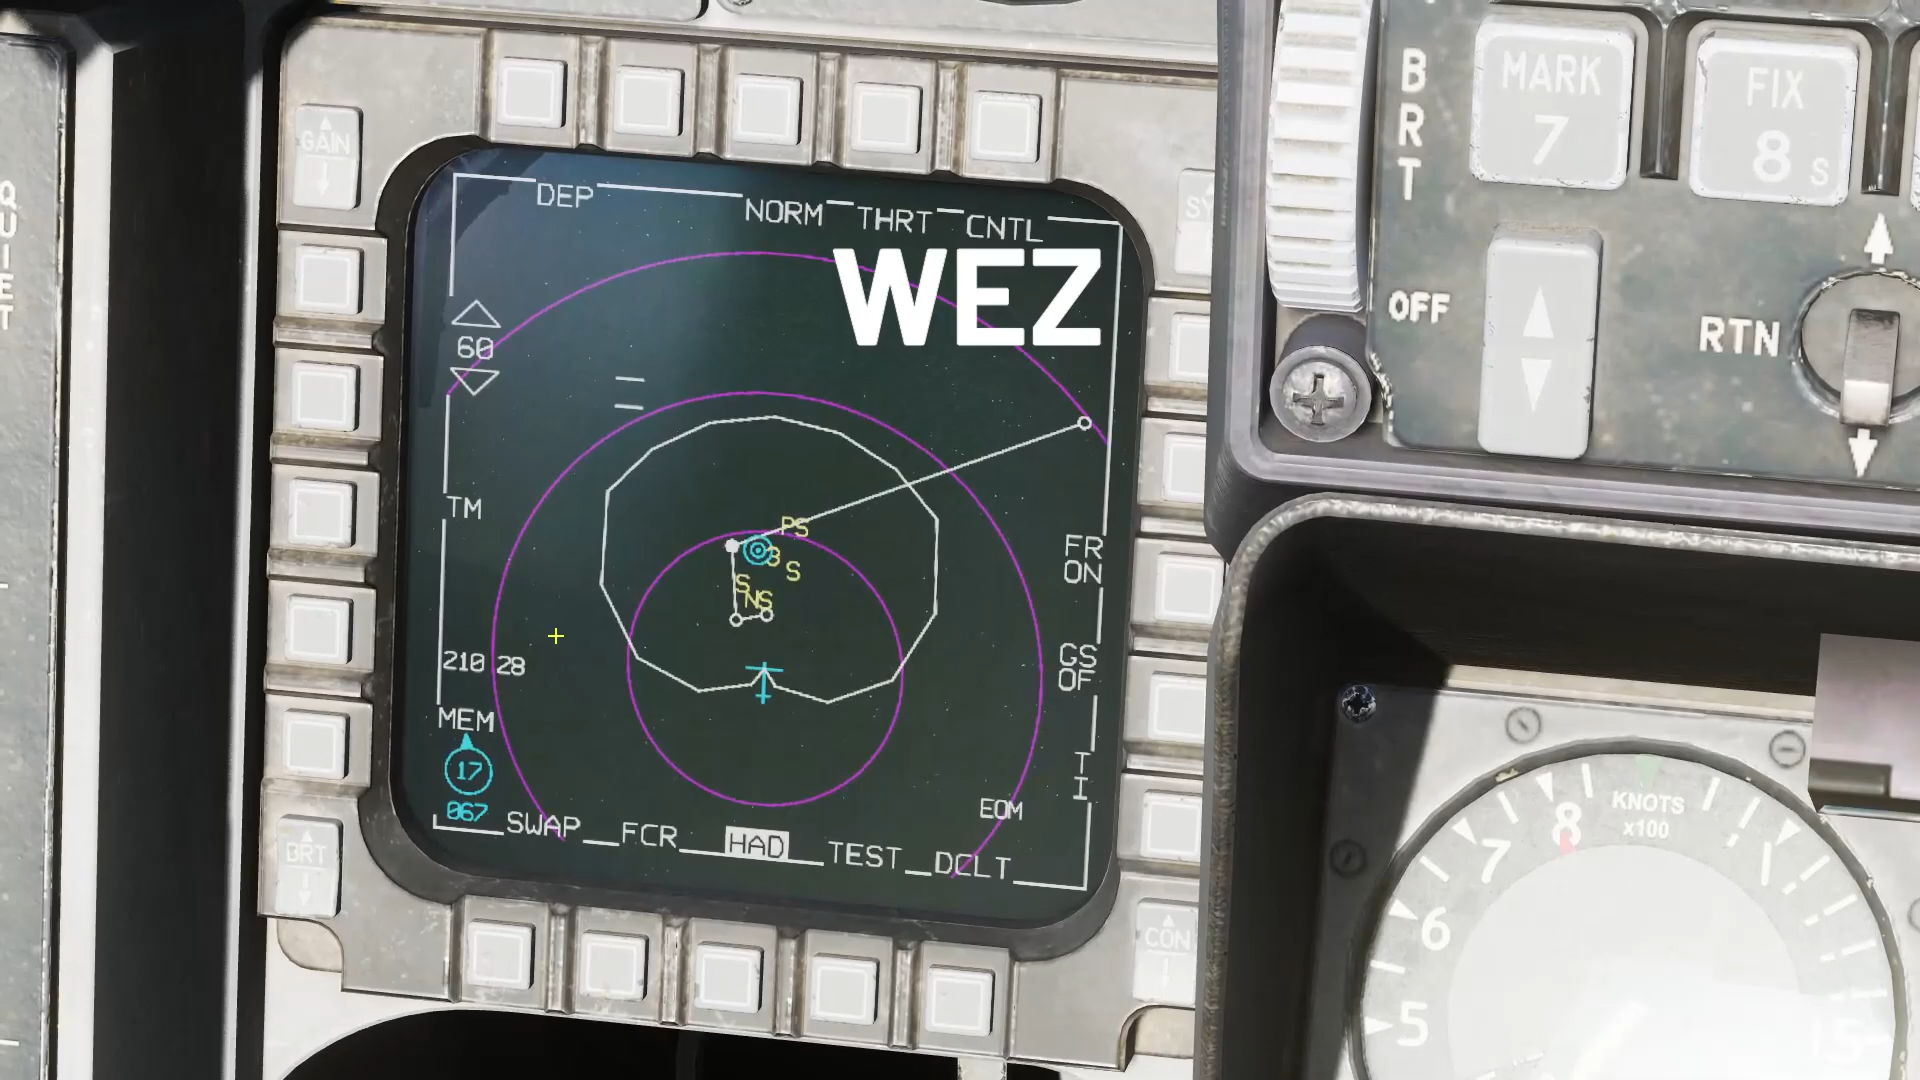 DEP
NORM THRT CNTL
WEZ
GAIN
60
TM
PS
3 S
S
NS
FR
ON
210 28
GS
OF
MEM
17
067
T
I
EOM
SWAP FCR HAD TEST DCLT
BRT
CON
QUIET
BRT
MARK
7
FIX
8 S
OFF
RTN
KNOTS
x100
8
7
6
5
1